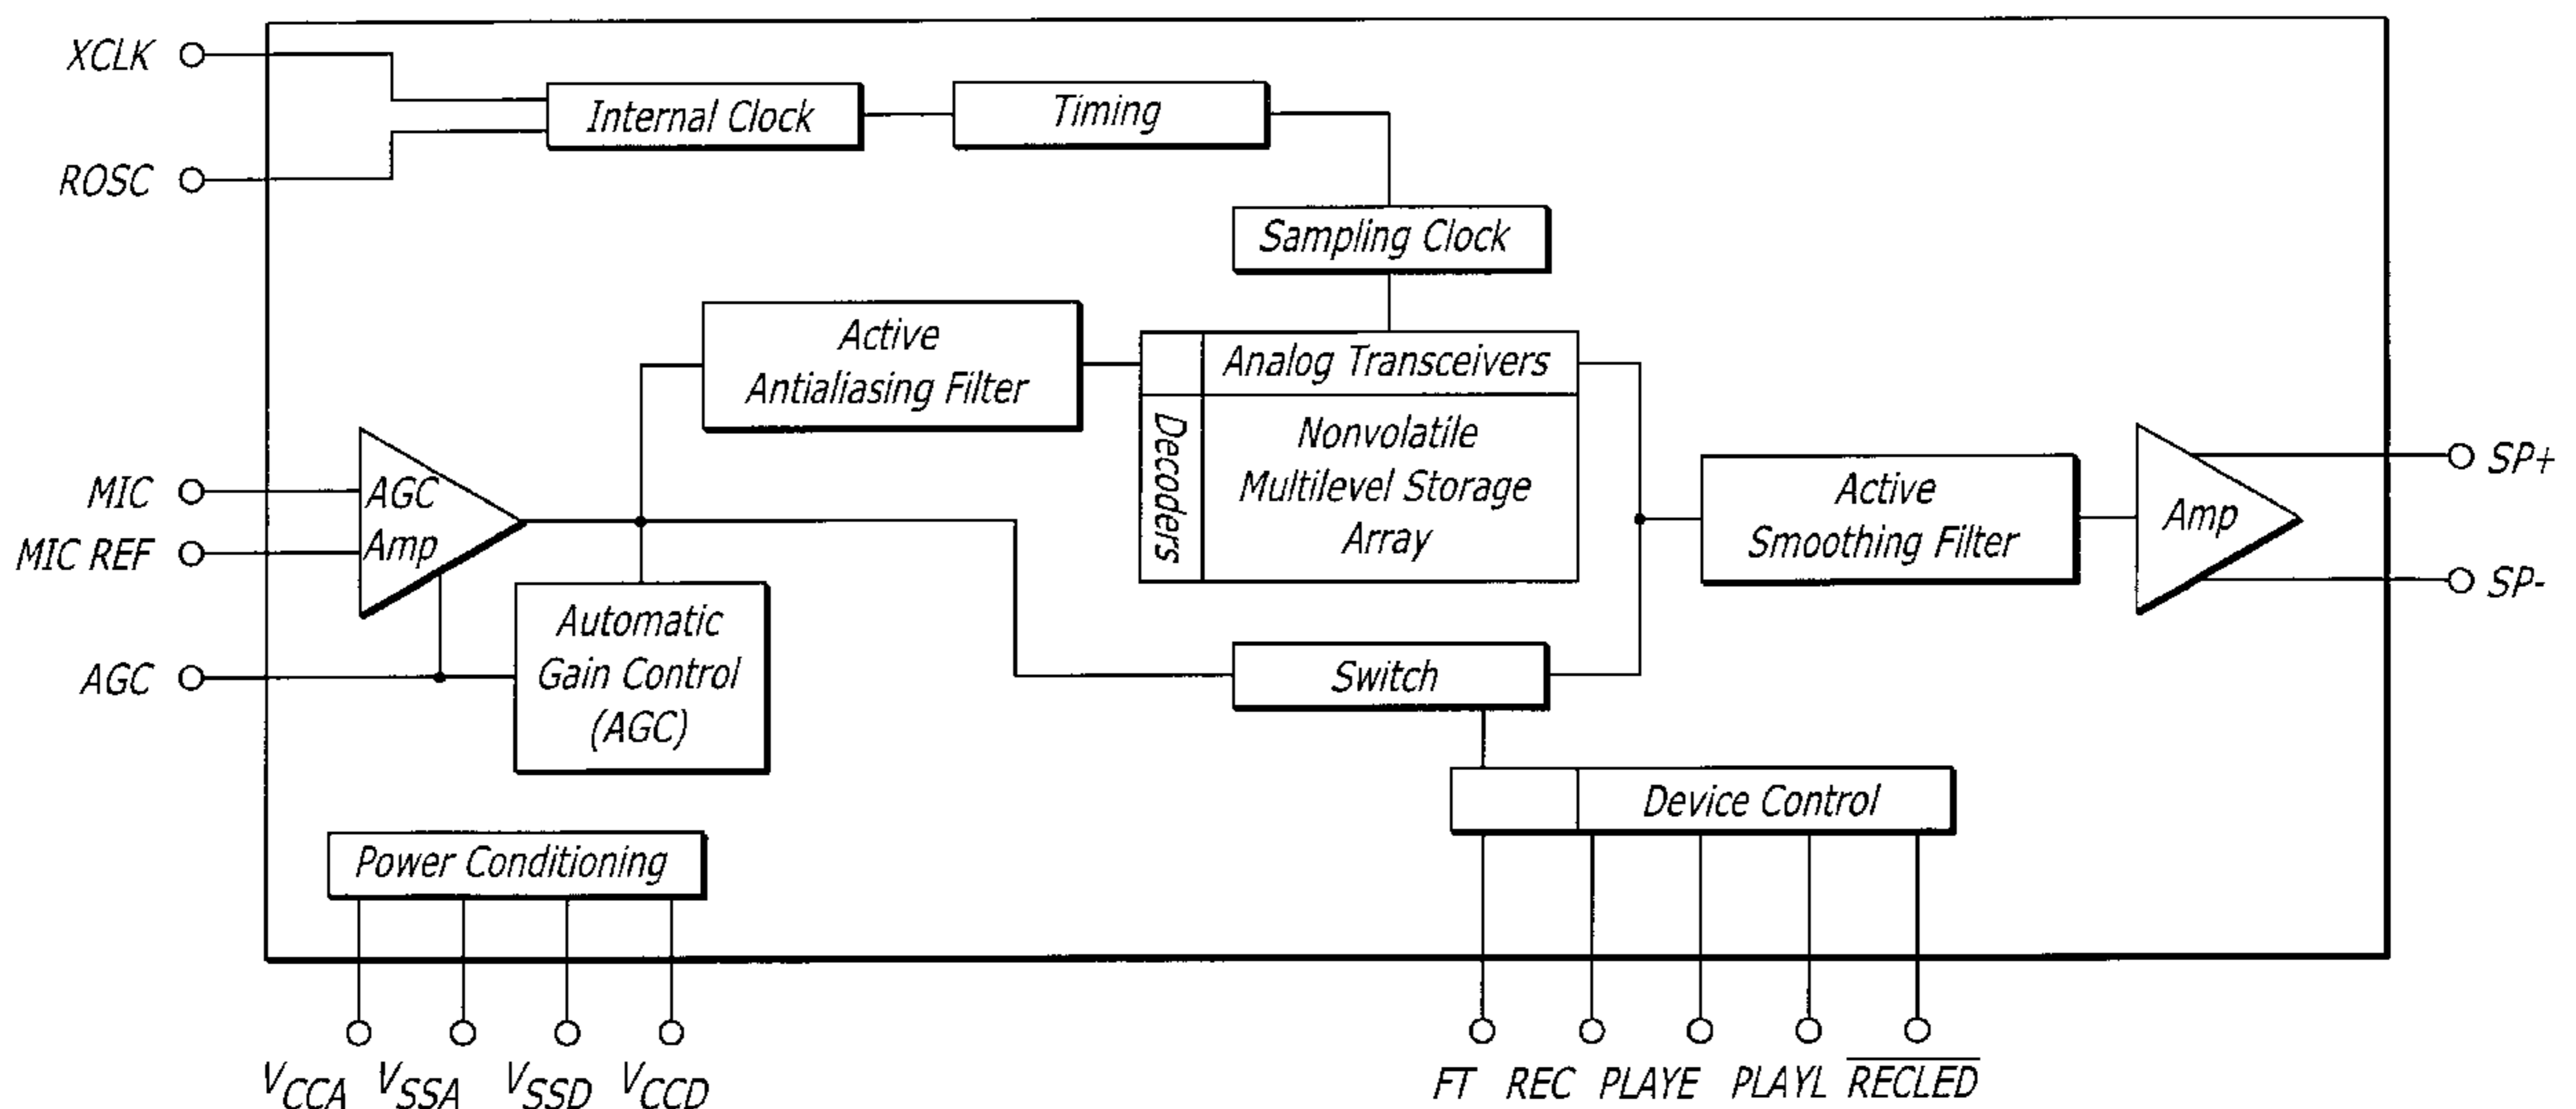 XCLK
Internal Clock
Timing
ROSC
Sampling Clock
Active
Antialiasing Filter
Analog Transceivers
Decoders
Nonvolatile
Multilevel Storage
Array
MIC
MIC REF
AGC
Amp
Active
Smoothing Filter
Amp
SP+
SP-
AGC
Automatic
Gain Control
(AGC)
Switch
Device Control
Power Conditioning
VCCA VSSA VSSD VCCD
FT REC PLAYE PLAYL RECLED